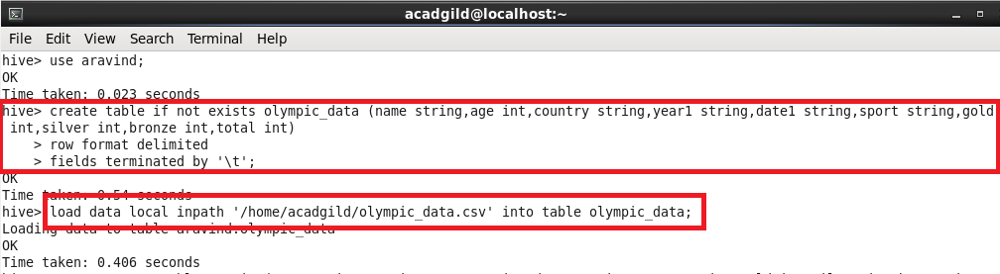 acadgild@localhost:~
File Edit View Search Terminal Help
hive> use aravind;
OK
Time taken: 0.023 seconds
hive> create table if not exists olympic_data (name string,age int,country string,year1 string,date1 string,sport string,gold
int,silver int,bronze int,total int)
> row format delimited
> fields terminated by '\t';
OK
Time taken: 0.54 seconds
hive> load data local inpath '/home/acadgild/olympic_data.csv' into table olympic_data;
Loading data to table aravind.olympic_data
OK
Time taken: 0.406 seconds